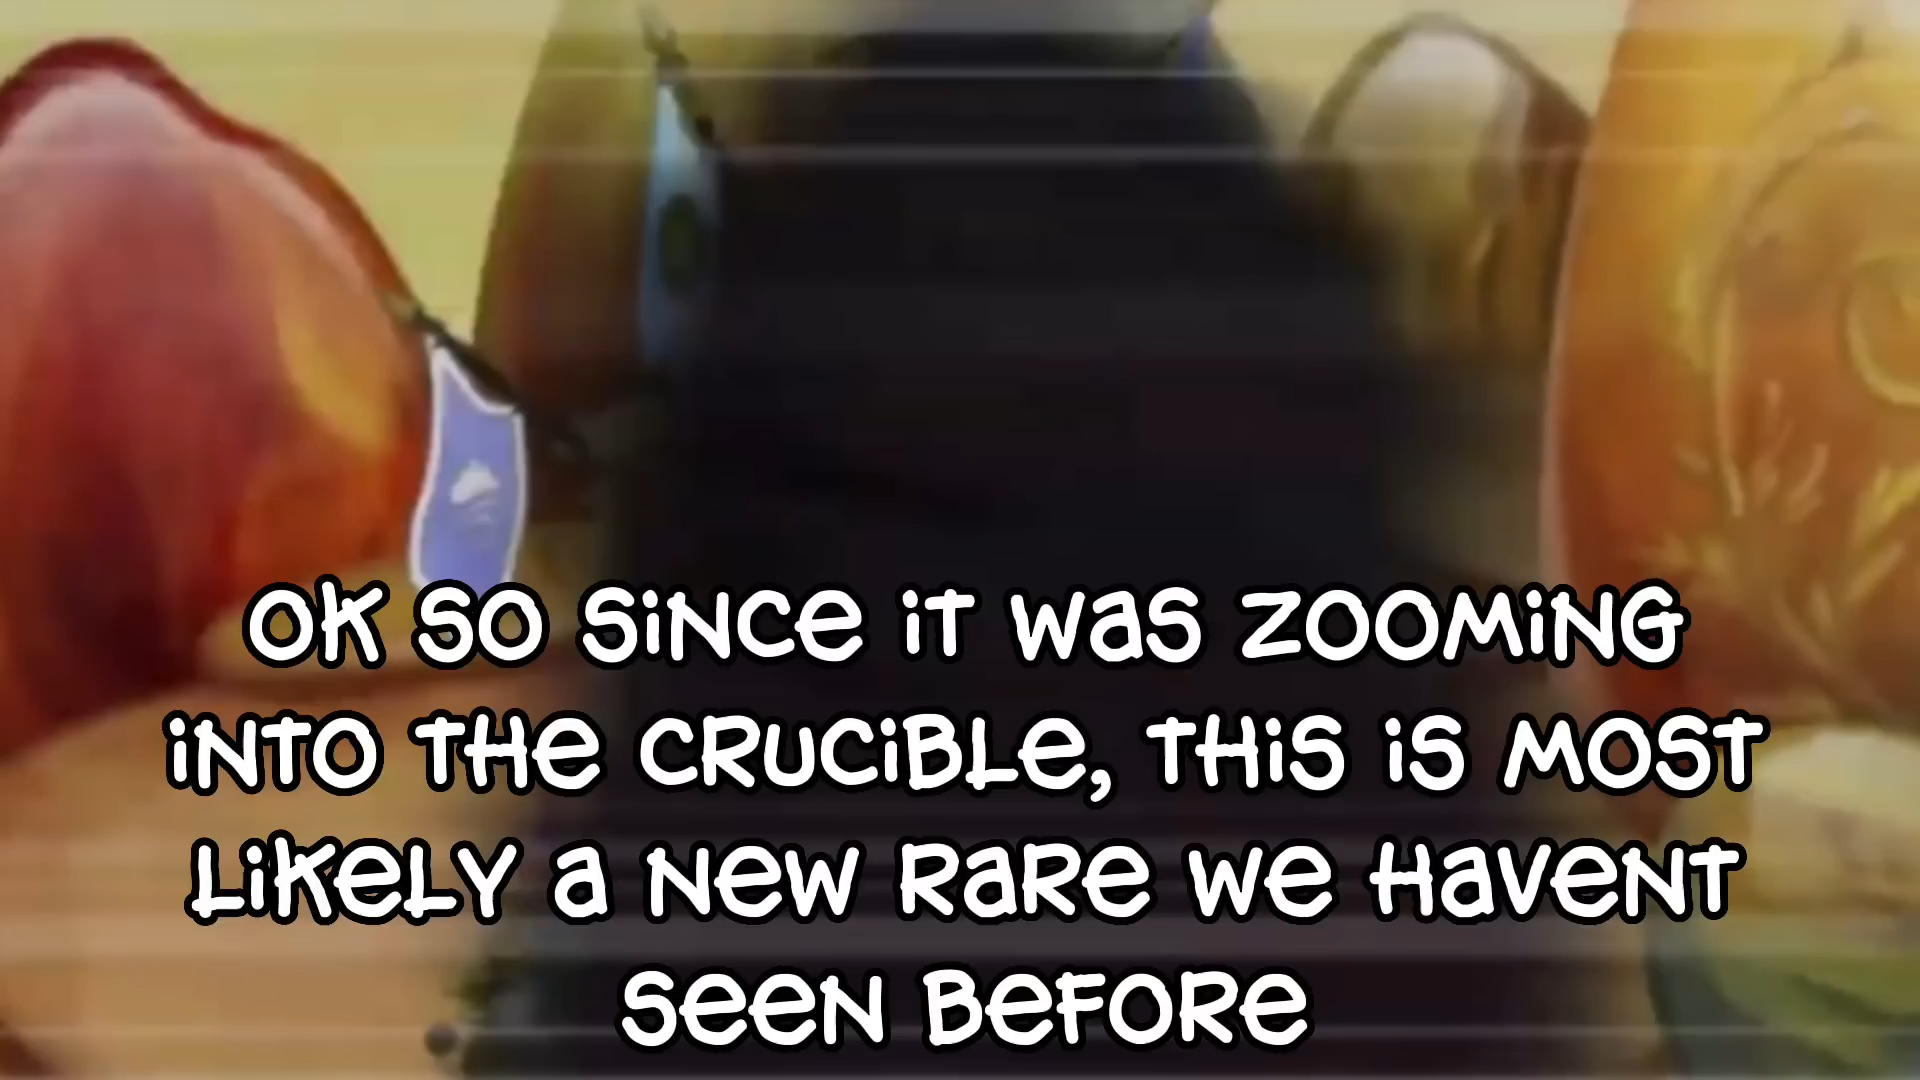 OK SO SINCE IT WAS ZOOMING
INTO THE CRUCIBLE, THIS IS MOST
LIKELY A NEW RARE WE HAVENT
SEEN BEFORE